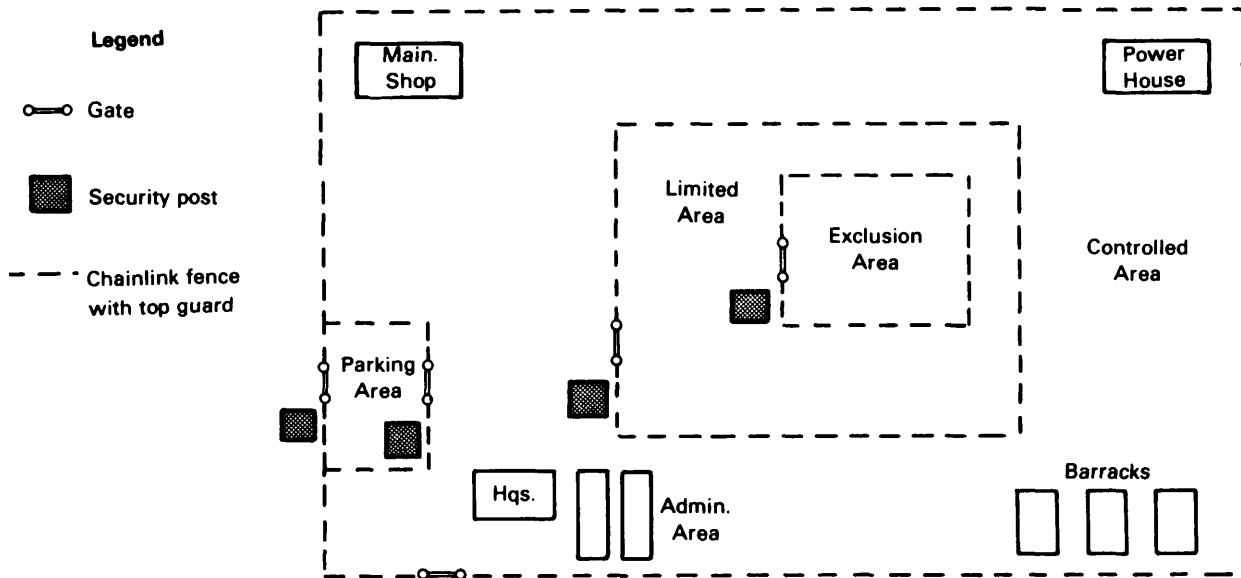 Legend
Gate
Security post
Chainlink fence
with top guard
Main.
Shop
Power
House
Limited
Area
Exclusion
Area
Controlled
Area
Parking
Area
Hqs.
Admin.
Area
Barracks